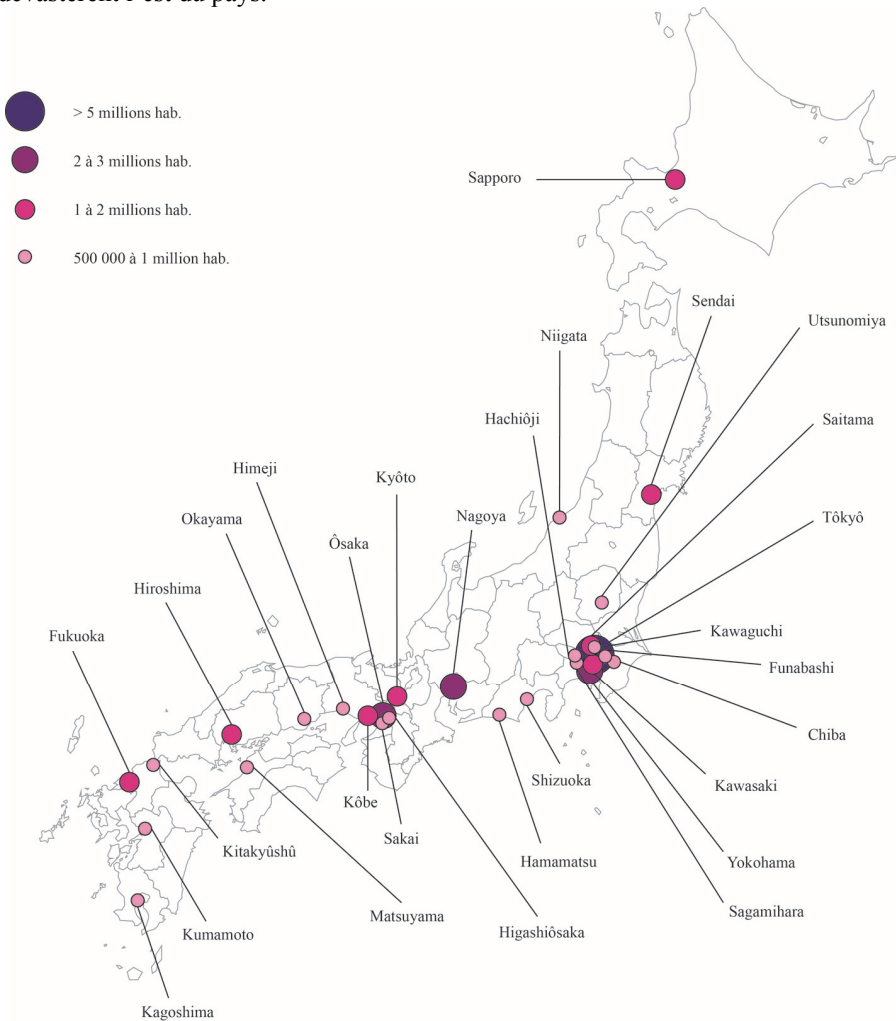 dévastèrent l'est du pays.
> 5 millions hab.
2 à 3 millions hab.
1 à 2 millions hab.
500 000 à 1 million hab.
Sapporo
Sendai
Utsunomiya
Niigata
Hachiôji
Saitama
Himeji
Kyôto
Okayama
Nagoya
Tôkyô
Ôsaka
Hiroshima
Kawaguchi
Fukuoka
Funabashi
Chiba
Shizuoka
Kawasaki
Kôbe
Sakai
Kitakyûshû
Hamamatsu
Yokohama
Matsuyama
Sagamihara
Kumamoto
Higashiôsaka
Kagoshima